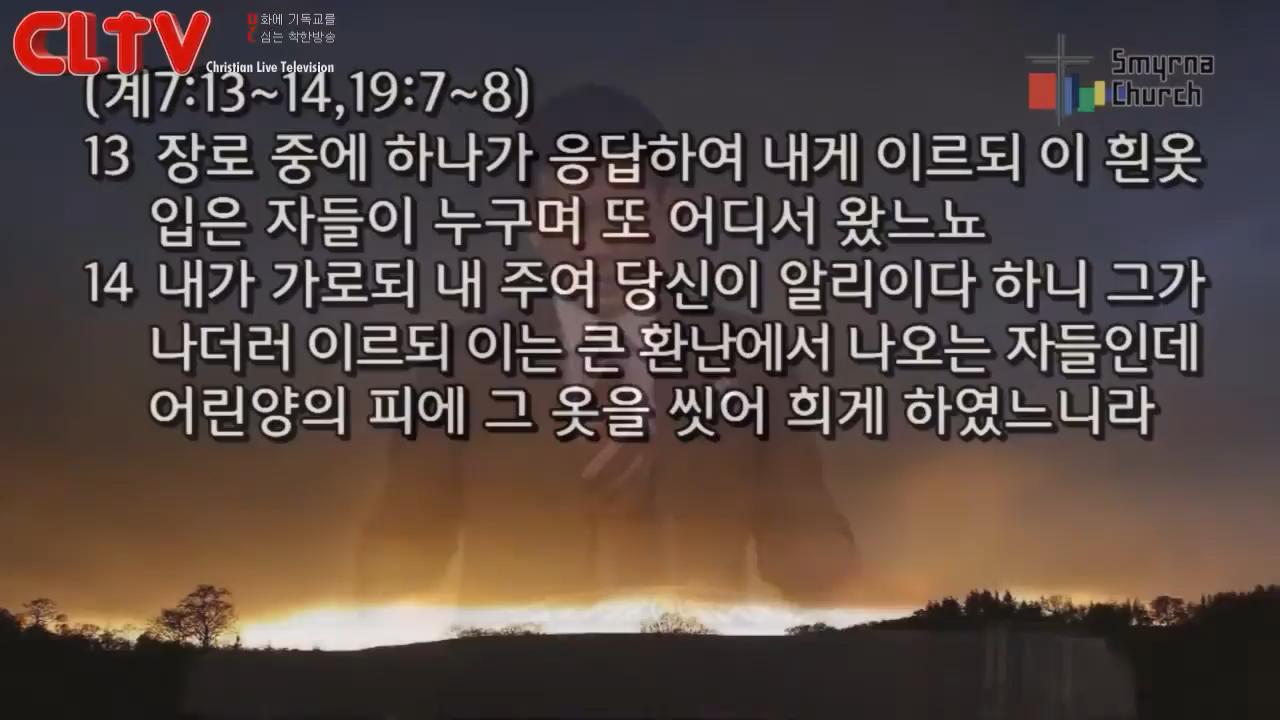 CLTV
화에 기독교를
심는 착한방송
Christian Live Television
Smyrna
Church
(계7:13~14,19:7~8)
13 장로 중에 하나가 응답하여 내게 이르되 이 흰옷
입은 자들이 누구며 또 어디서 왔느뇨
14 내가 가로되 내 주여 당신이 알리이다 하니 그가
나더러 이르되 이는 큰 환난에서 나오는 자들인데
어린양의 피에 그 옷을 씻어 희게 하였느니라